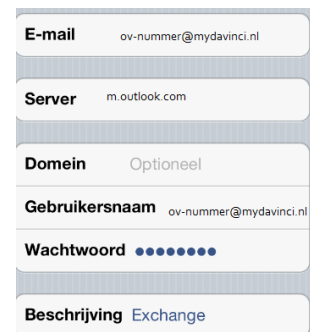 E-mail ov-nummer@mydavinci.nl
Server m.outlook.com
Domein Optioneel
Gebruikersnaam ov-nummer@mydavinci.nl
Wachtwoord ●●●●●●●●
Beschrijving Exchange